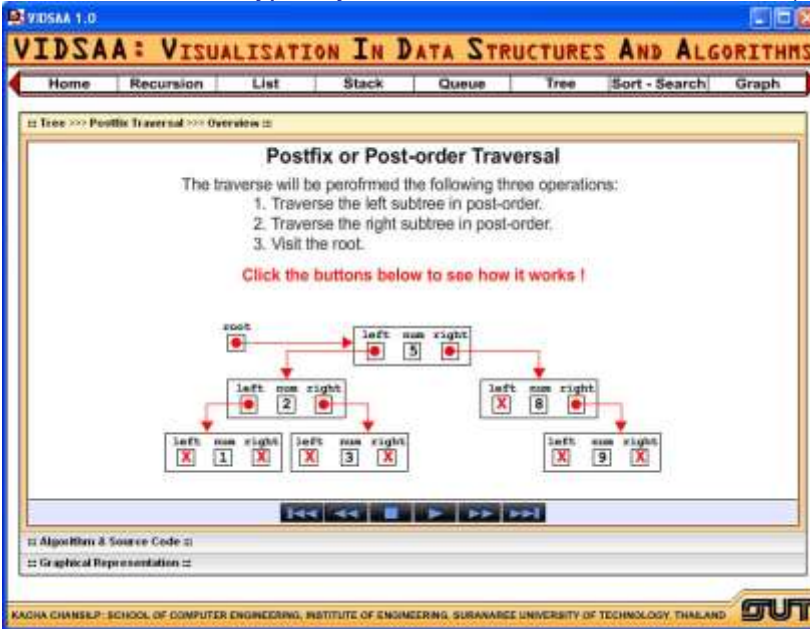 VIDSAA 1.0
VIDSAA: VISUALISATION IN DATA STRUCTURES AND ALGORITHMS
Home Recursion List Stack Queue Tree Sort - Search Graph
:: Tree >>> Postfix Traversal >>> Overview ::
Postfix or Post-order Traversal
The traverse will be perofrmed the following three operations:
1. Traverse the left subtree in post-order.
2. Traverse the right subtree in post-order.
3. Visit the root.
Click the buttons below to see how it works !
root
left num right
5
left num right
2
left num right
X 8
left num right
X 1 X
left num right
X 3 X
left num right
X 9 X
:: Algorithm & Source Code ::
:: Graphical Representation ::
KACHA CHANSILP: SCHOOL OF COMPUTER ENGINEERING, INSTITUTE OF ENGINEERING, SURANAREE UNIVERSITY OF TECHNOLOGY, THAILAND
SUT